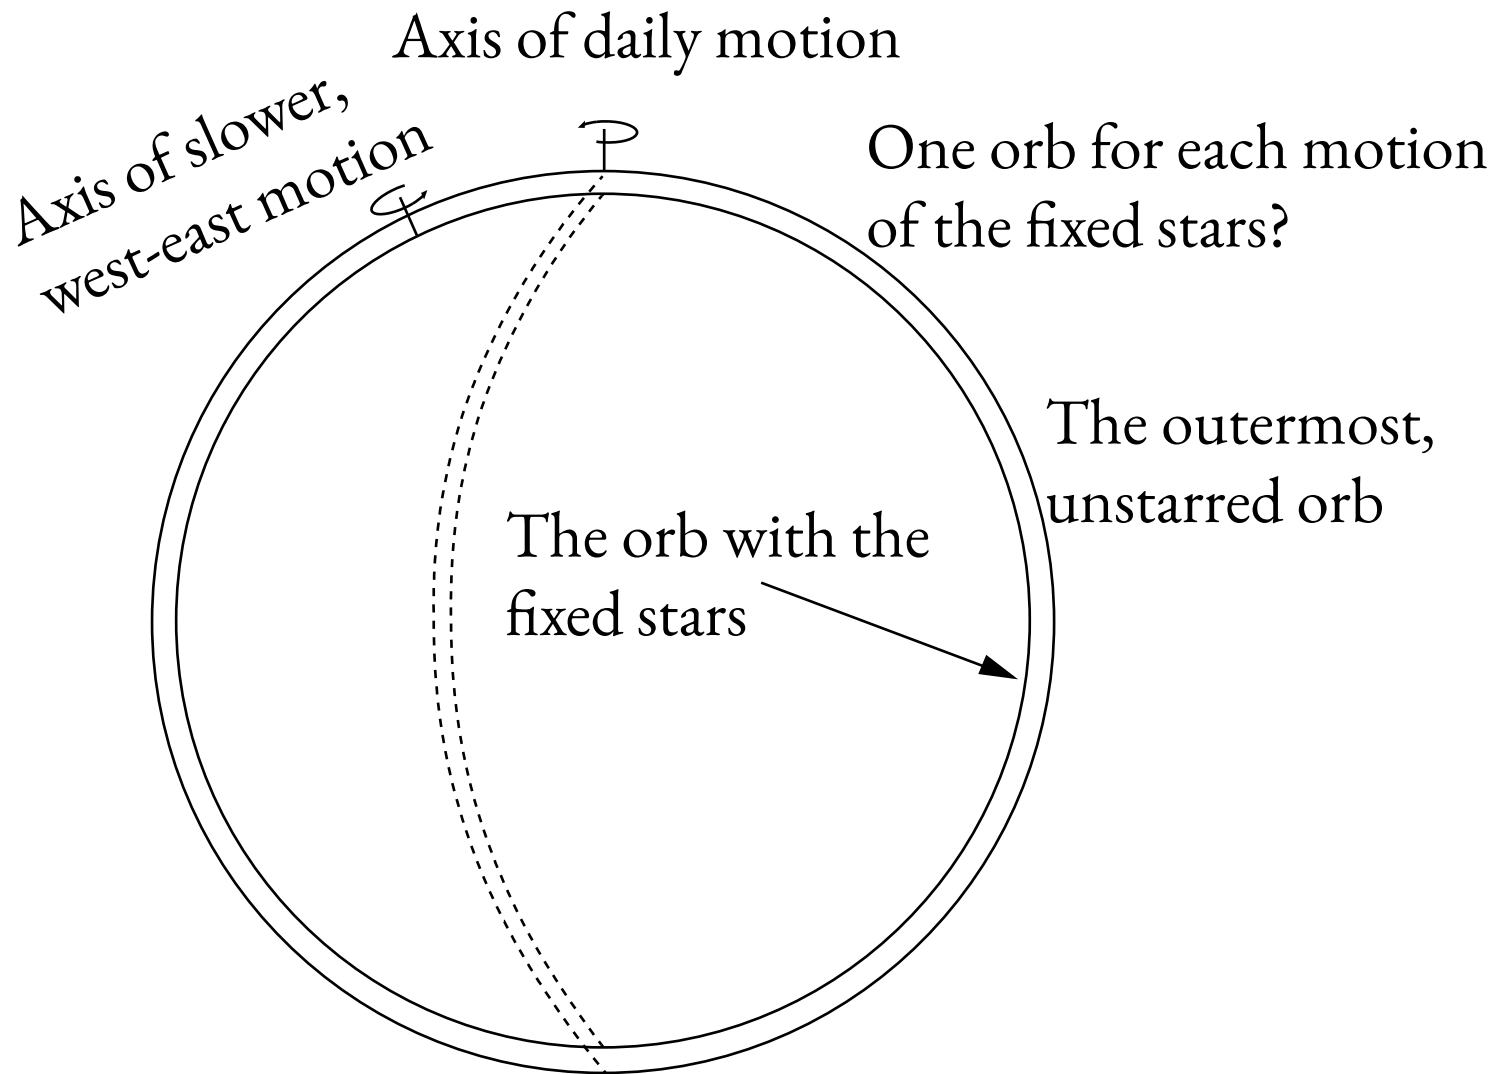 Axis of daily motion
Axis of slower,
west-east motion
One orb for each motion
of the fixed stars?
The outermost,
unstarred orb
The orb with the
fixed stars